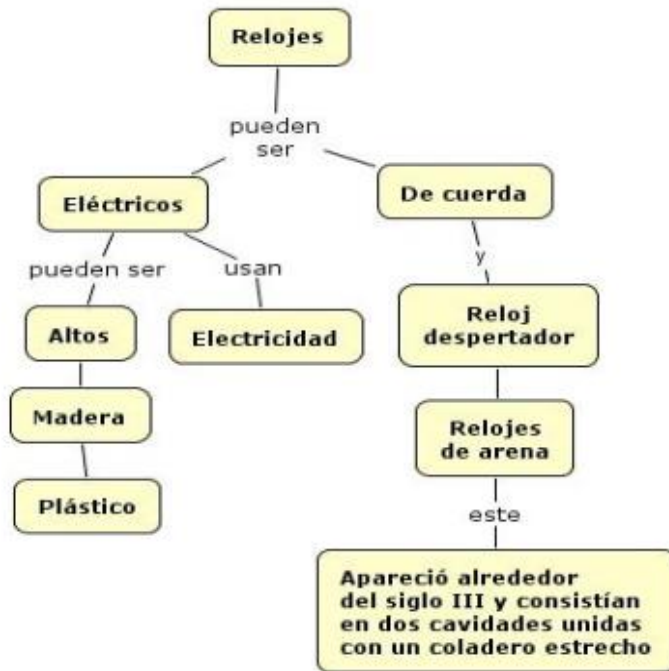 Relojes
pueden
ser
Eléctricos
De cuerda
pueden ser
usan
y
Altos
Electricidad
Reloj
despertador
Madera
Relojes
de arena
Plástico
este
Apareció alrededor
del siglo III y consistían
en dos cavidades unidas
con un coladero estrecho